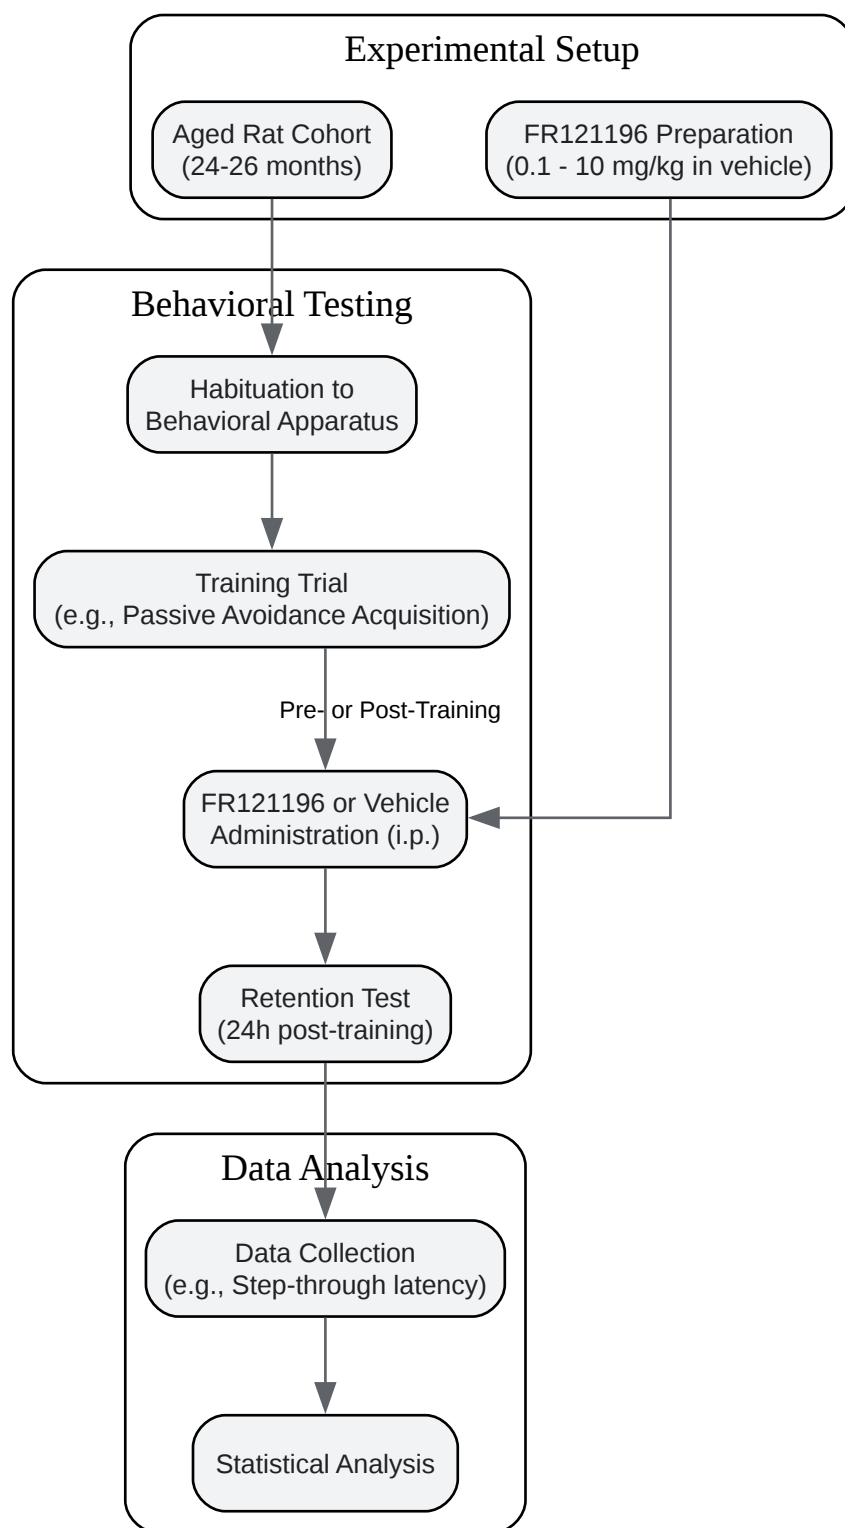 Experimental Setup
Aged Rat Cohort
(24-26 months)
FR121196 Preparation
(0.1 - 10 mg/kg in vehicle)
Behavioral Testing
Habituation to
Behavioral Apparatus
Training Trial
(e.g., Passive Avoidance Acquisition)
Pre- or Post-Training
FR121196 or Vehicle
Administration (i.p.)
Retention Test
(24h post-training)
Data Analysis
Data Collection
(e.g., Step-through latency)
Statistical Analysis